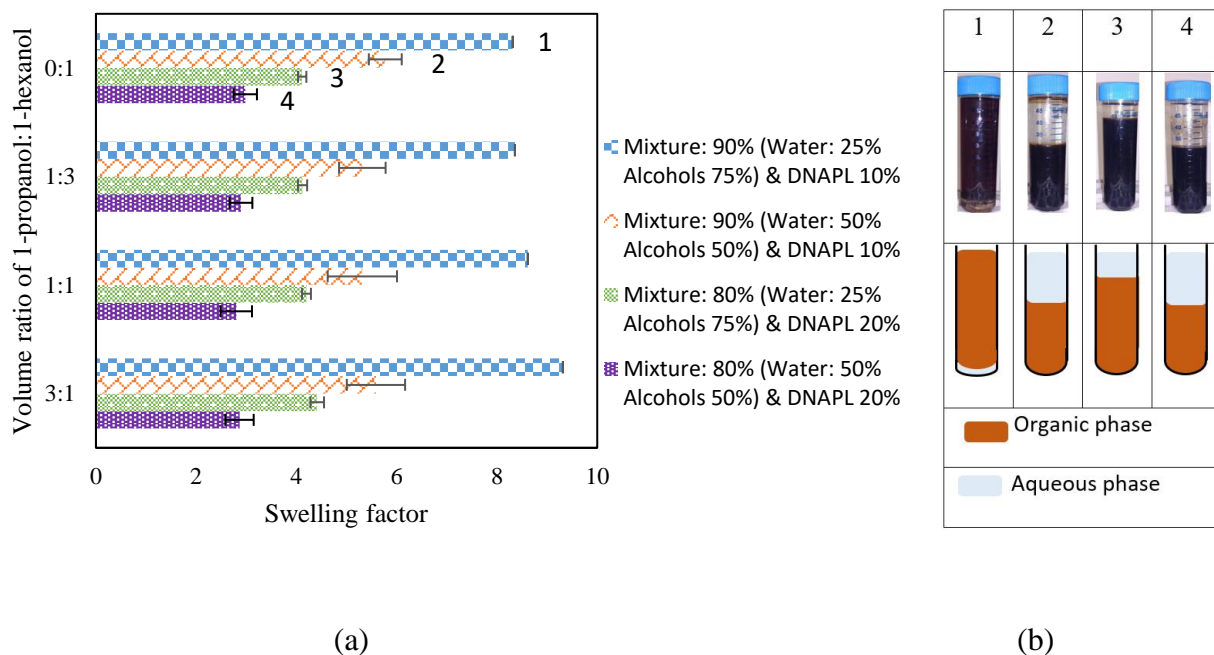 Volume ratio of 1-propanol:1-hexanol
0:1
1:3
1:1
3:1
1
2
3
4
0
2
4
6
8
10
Swelling factor
Mixture: 90% (Water: 25%
Alcohols 75%) & DNAPL 10%
Mixture: 90% (Water: 50%
Alcohols 50%) & DNAPL 10%
Mixture: 80% (Water: 25%
Alcohols 75%) & DNAPL 20%
Mixture: 80% (Water: 50%
Alcohols 50%) & DNAPL 20%
1
2
3
4
Organic phase
Aqueous phase
(a)
(b)